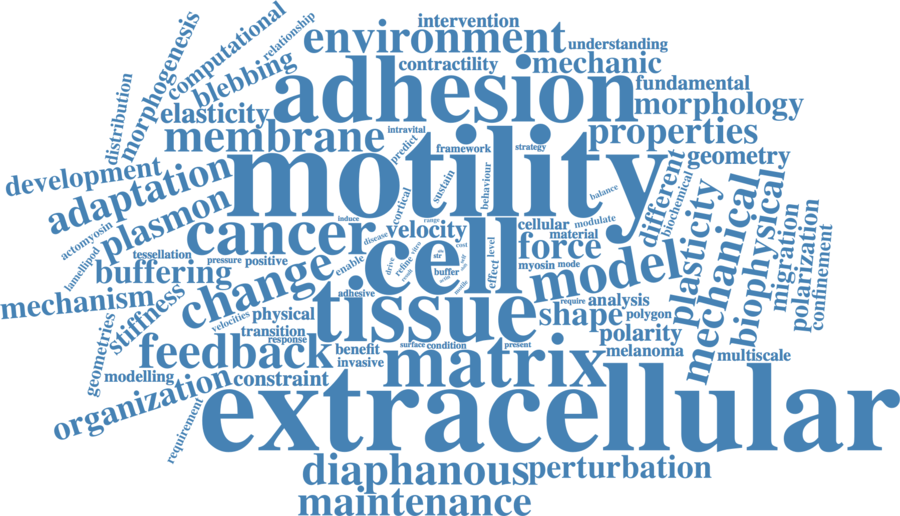 intervention
relationship
computational
environment
understanding
morphogenesis
blebbing
contractility
mechanic
distribution
elasticity
adhesion
fundamental
morphology
membrane
intravital
predict
framework
strategy
properties
motility
geometry
development
adaptation
sustain
behaviour
balance
different
biochemical
plasmon
cortical
induce
range
velocity
cellular
modulate
material
plasticity
mechanical
biophysical
migration
polarization
confinement
actomyosin
lamellipod
tessellation
cancer
disease
cell
force
pressure
positive
buffering
change
enable
drive
refine
str
cost
buffer
effect
level
myosin
mode
model
mechanism
stiffness
adhesive
tissue
require
analysis
shape
polygon
velocities
physical
transition
response
polarity
geometries
feedback
benefit
invasive
surface
condition
present
matrix
melanoma
multiscale
modelling
organization
constraint
requirement
extracellular
diaphanous
perturbation
maintenance